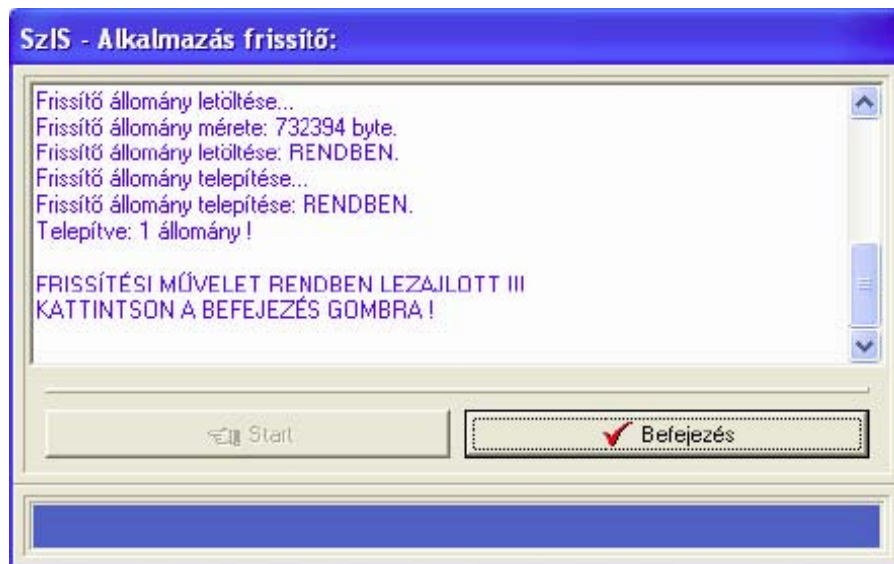 SzIS - Alkalmazás frissítő:
Frissítő állomány letöltése...
Frissítő állomány mérete: 732394 byte.
Frissítő állomány letöltése: RENDBEN.
Frissítő állomány telepítése...
Frissítő állomány telepítése: RENDBEN.
Telepítve: 1 állomány !
FRISSÍTÉSI MŰVELET RENDBEN LEZAJLOTT !!!
KATTINTSON A BEFEJEZÉS GOMBRA !
Start
Befejezés